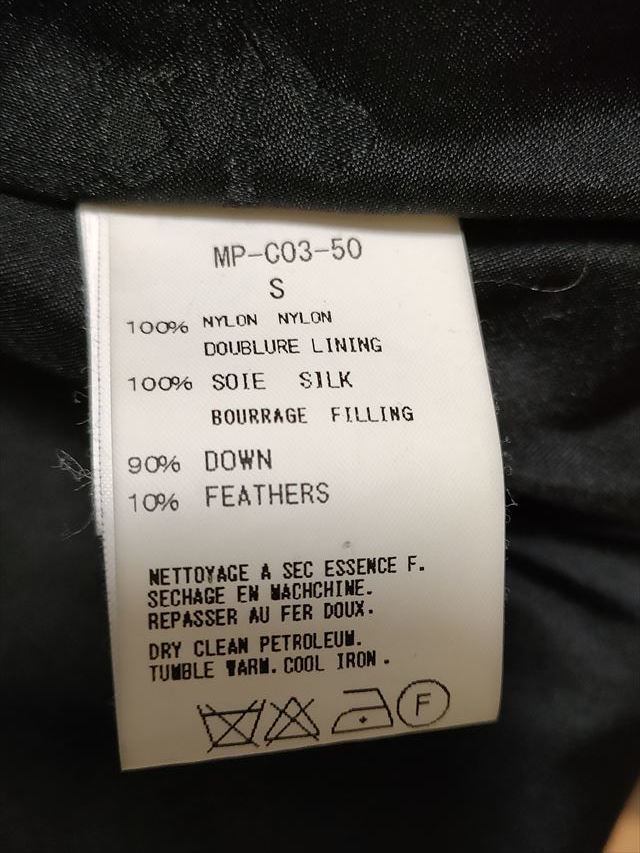 MP-C03-50
S
100% NYLON NYLON
DOUBLURE LINING
100% SOIE SILK
BOURRAGE FILLING
90% DOWN
10% FEATHERS
NETTOYAGE A SEC ESSENCE F.
SECHAGE EN MACHCHINE.
REPASSER AU FER DOUX.
DRY CLEAN PETROLEUM.
TUMBLE WARM. COOL IRON.
F